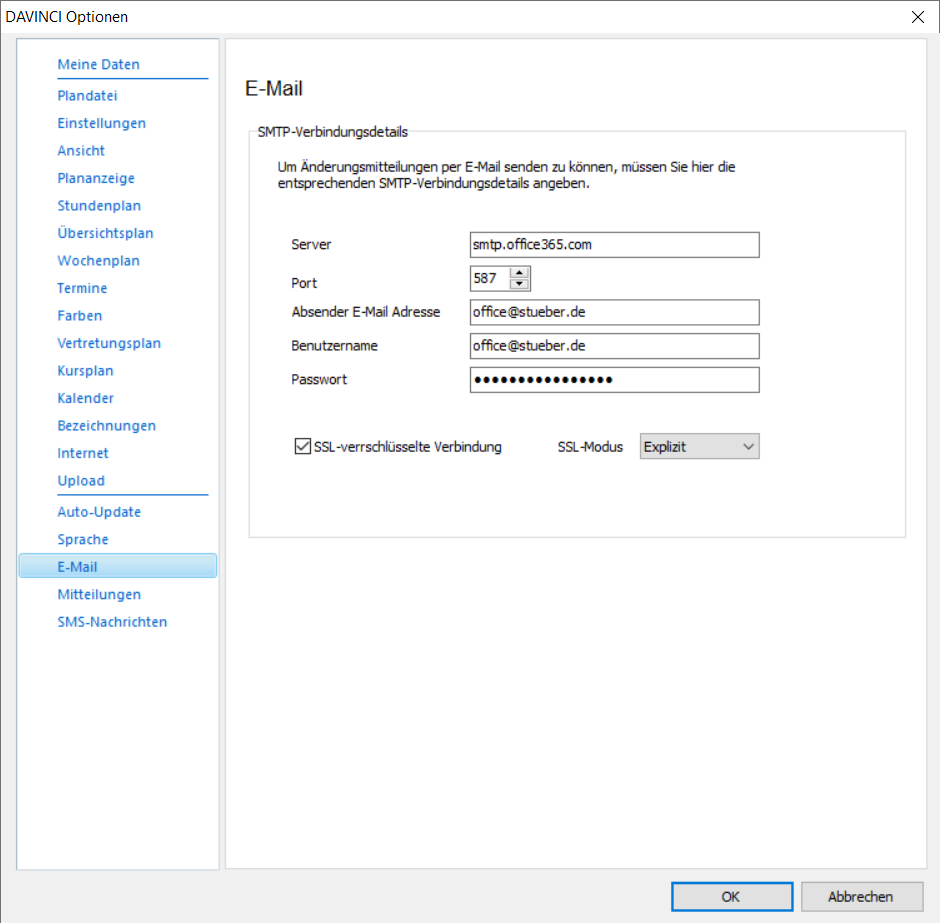 DAVINCI Optionen
Meine Daten
Plandatei
Einstellungen
Ansicht
Plananzeige
Stundenplan
Übersichtsplan
Wochenplan
Termine
Farben
Vertretungsplan
Kursplan
Kalender
Bezeichnungen
Internet
Upload
Auto-Update
Sprache
E-Mail
Mitteilungen
SMS-Nachrichten
E-Mail
SMTP-Verbindungsdetails
Um Änderungsmitteilungen per E-Mail senden zu können, müssen Sie hier die
entsprechenden SMTP-Verbindungsdetails angeben.
Server smtp.office365.com
Port 587
Absender E-Mail Adresse office@stueber.de
Benutzername office@stueber.de
Passwort ••••••••••••••••
SSL-verrschlüsselte Verbindung SSL-Modus Explizit
OK Abbrechen